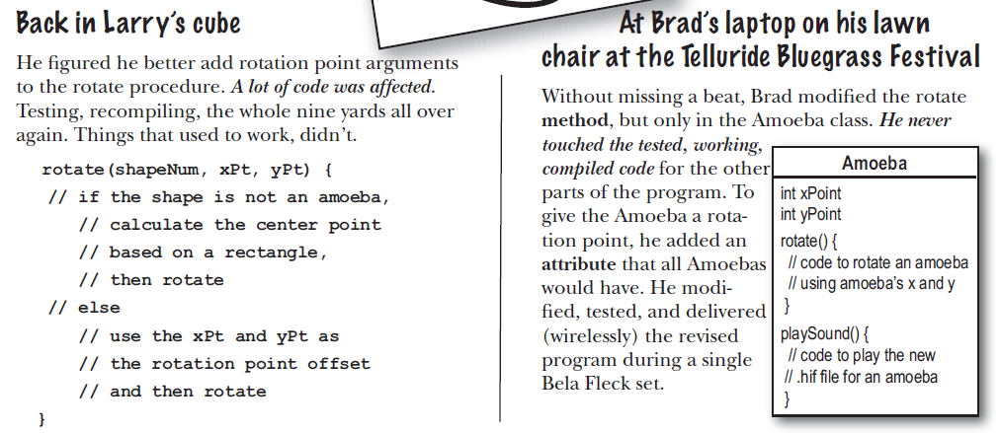 Back in Larry's cube
He figured he better add rotation point arguments
to the rotate procedure. A lot of code was affected.
Testing, recompiling, the whole nine yards all over
again. Things that used to work, didn't.
rotate(shapeNum, xPt, yPt) {
// if the shape is not an amoeba,
// calculate the center point
// based on a rectangle,
// then rotate
// else
// use the xPt and yPt as
// the rotation point offset
// and then rotate
}
At Brad's laptop on his lawn
chair at the Telluride Bluegrass Festival
Without missing a beat, Brad modified the rotate
method, but only in the Amoeba class. He never
touched the tested, working,
compiled code for the other
parts of the program. To
give the Amoeba a rota-
tion point, he added an
attribute that all Amoebas
would have. He modi-
fied, tested, and delivered
(wirelessly) the revised
program during a single
Bela Fleck set.
Amoeba
int xPoint
int yPoint
rotate() {
// code to rotate an amoeba
// using amoeba's x and y
}
playSound() {
// code to play the new
// .hif file for an amoeba
}